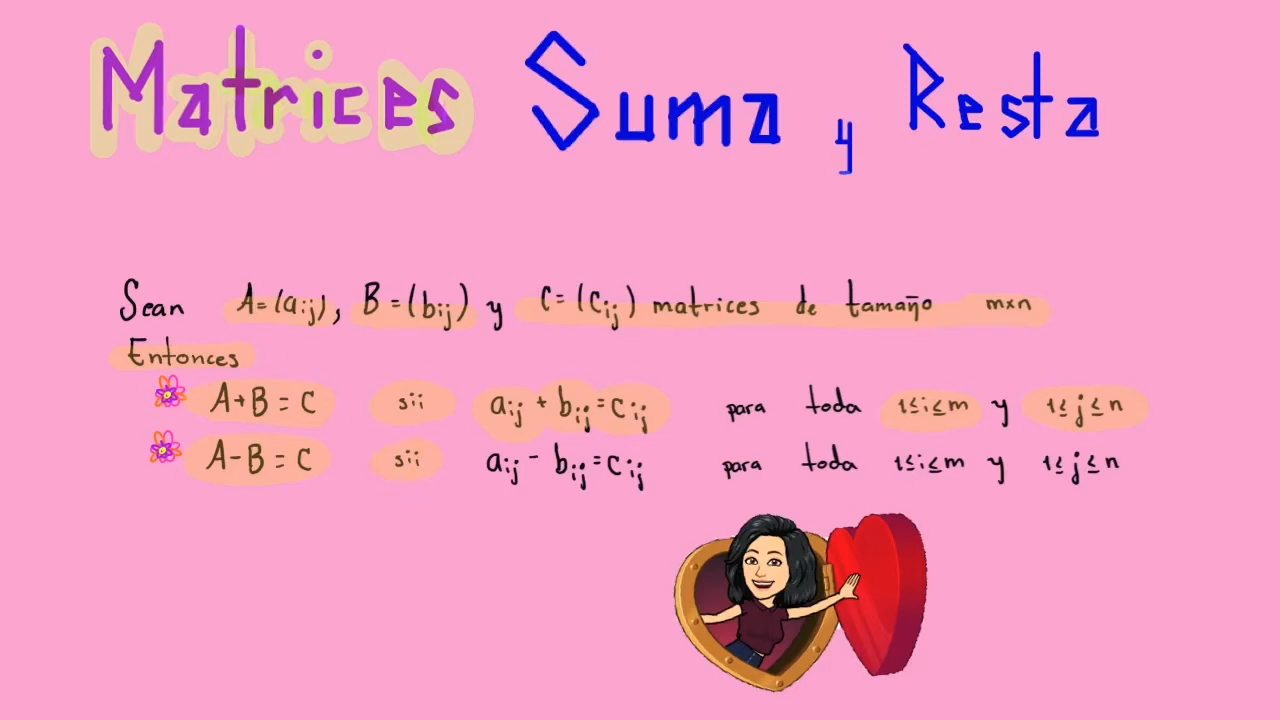 Matrices Suma y Resta
Sean A=(aij), B=(bij) y C=(cij) matrices de tamaño mxn
Entonces
A+B=C sii aij + bij = cij para toda 1≤i≤m y 1≤j≤n
A-B=C sii aij - bij = cij para toda 1≤i≤m y 1≤j≤n